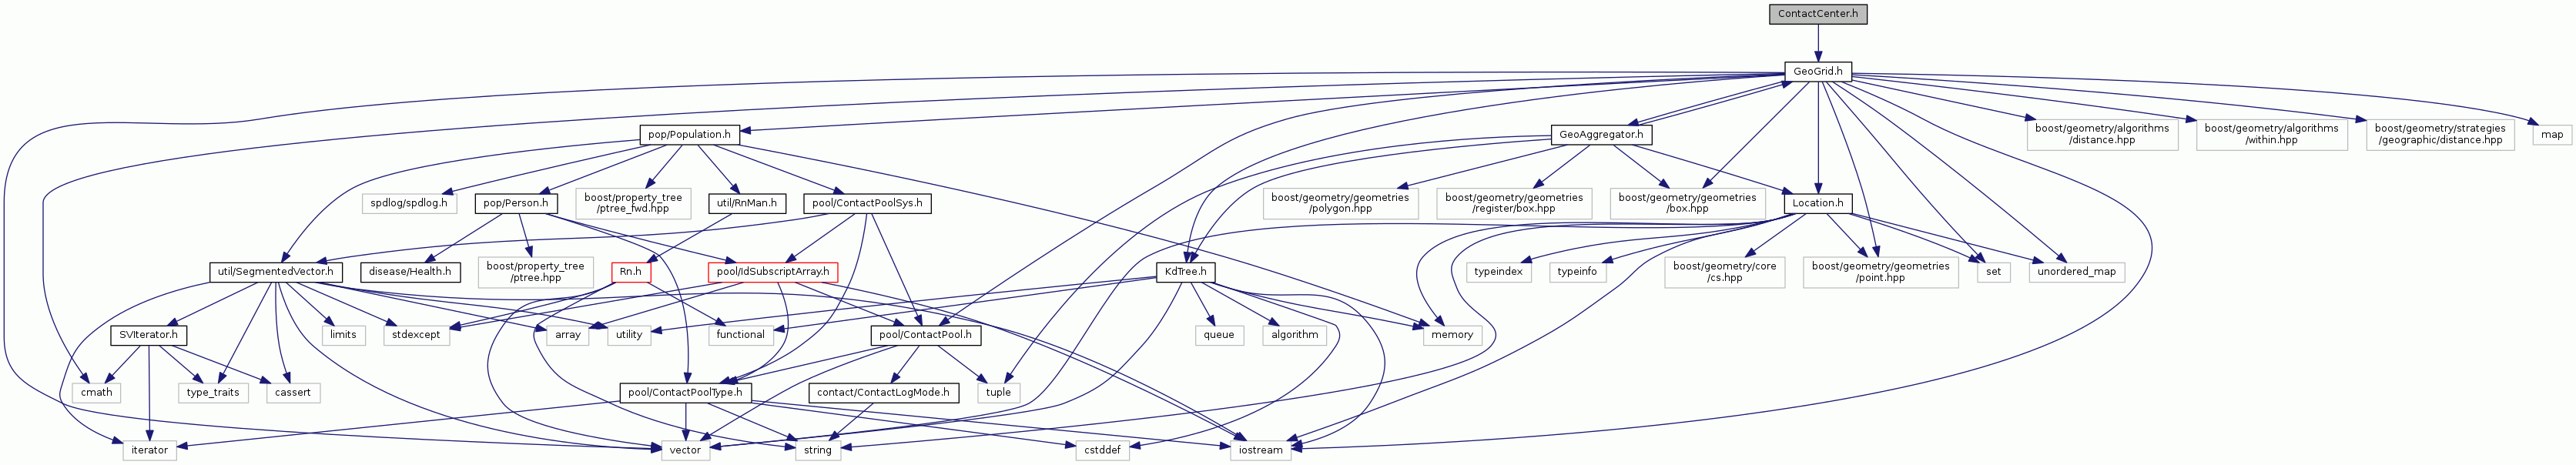 ContactCenter.h
GeoGrid.h
pop/Population.h
GeoAggregator.h
boost/geometry/algorithms
/distance.hpp
boost/geometry/algorithms
/within.hpp
boost/geometry/strategies
/geographic/distance.hpp
map
spdlog/spdlog.h
pop/Person.h
boost/property_tree
/ptree_fwd.hpp
util/RnMan.h
pool/ContactPoolSys.h
boost/geometry/geometries
/polygon.hpp
boost/geometry/geometries
/register/box.hpp
boost/geometry/geometries
/box.hpp
Location.h
util/SegmentedVector.h
disease/Health.h
boost/property_tree
/ptree.hpp
Rn.h
pool/IdSubscriptArray.h
KdTree.h
typeindex
typeinfo
boost/geometry/core
/cs.hpp
boost/geometry/geometries
/point.hpp
set
unordered_map
SVIterator.h
limits
stdexcept
array
utility
functional
pool/ContactPool.h
queue
algorithm
memory
cmath
type_traits
cassert
pool/ContactPoolType.h
contact/ContactLogMode.h
tuple
iterator
vector
string
cstddef
iostream